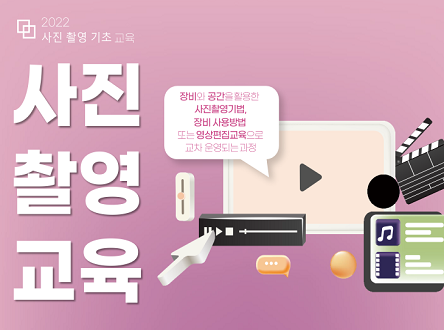 2022
사진 촬영 기초 교육
사진
촬영
교육
장비와 공간을 활용한
사진촬영기법,
장비 사용방법
또는 영상편집교육으로
교차 운영되는 과정